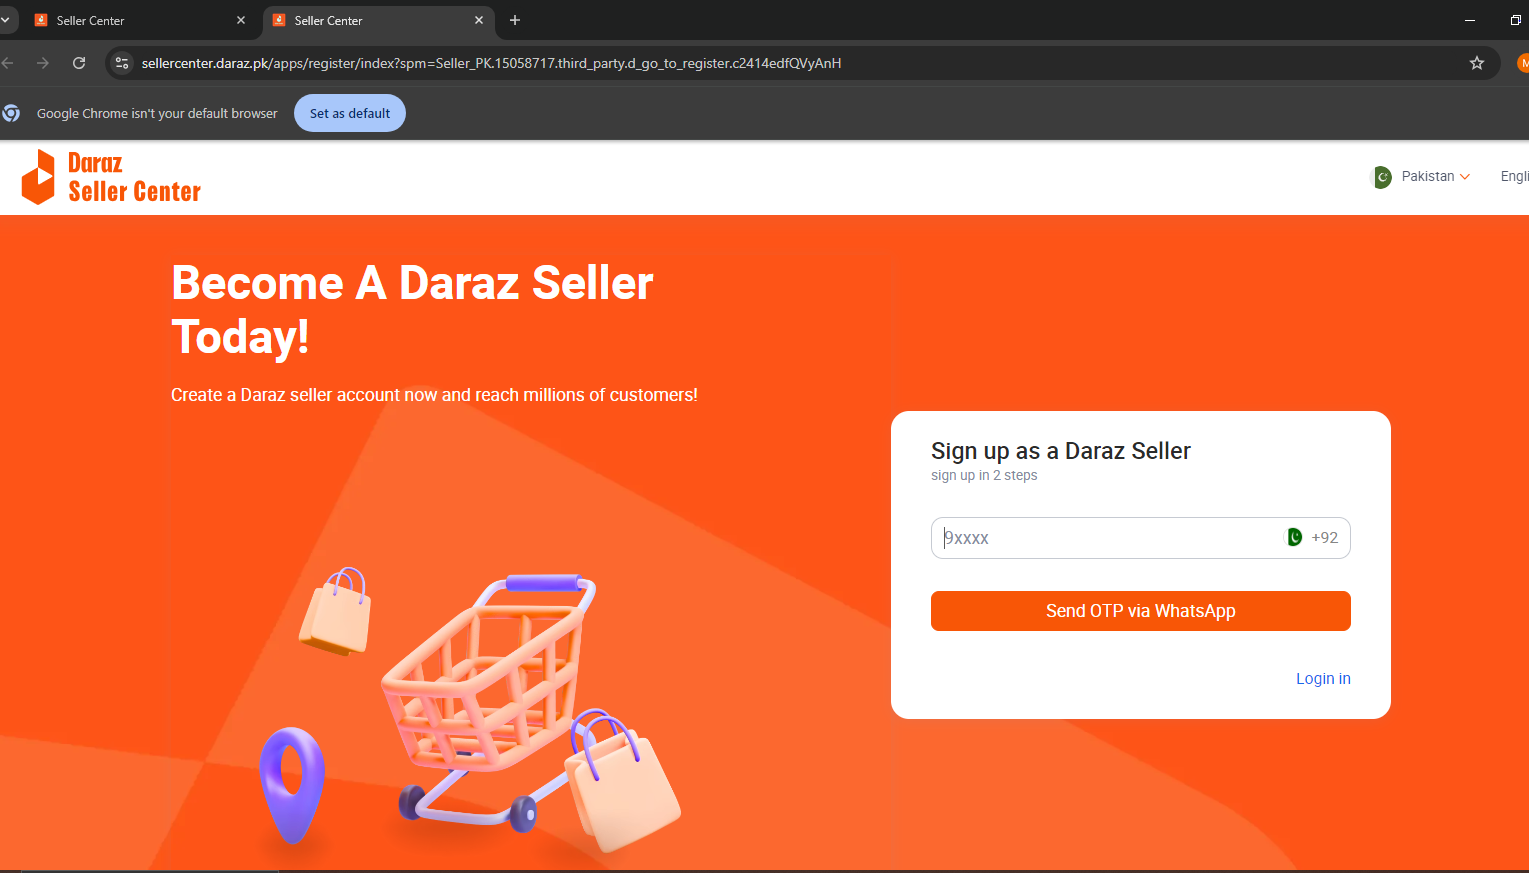 Seller Center
Seller Center
sellercenter.daraz.pk/apps/register/index?spm=Seller_PK.15058717.third_party.d_go_to_register.c2414edfQVyAnH
M
Google Chrome isn't your default browser
Set as default
Daraz
Seller Center
Pakistan
Engli
Become A Daraz Seller
Today!
Create a Daraz seller account now and reach millions of customers!
Sign up as a Daraz Seller
sign up in 2 steps
9xxxx
+92
Send OTP via WhatsApp
Login in